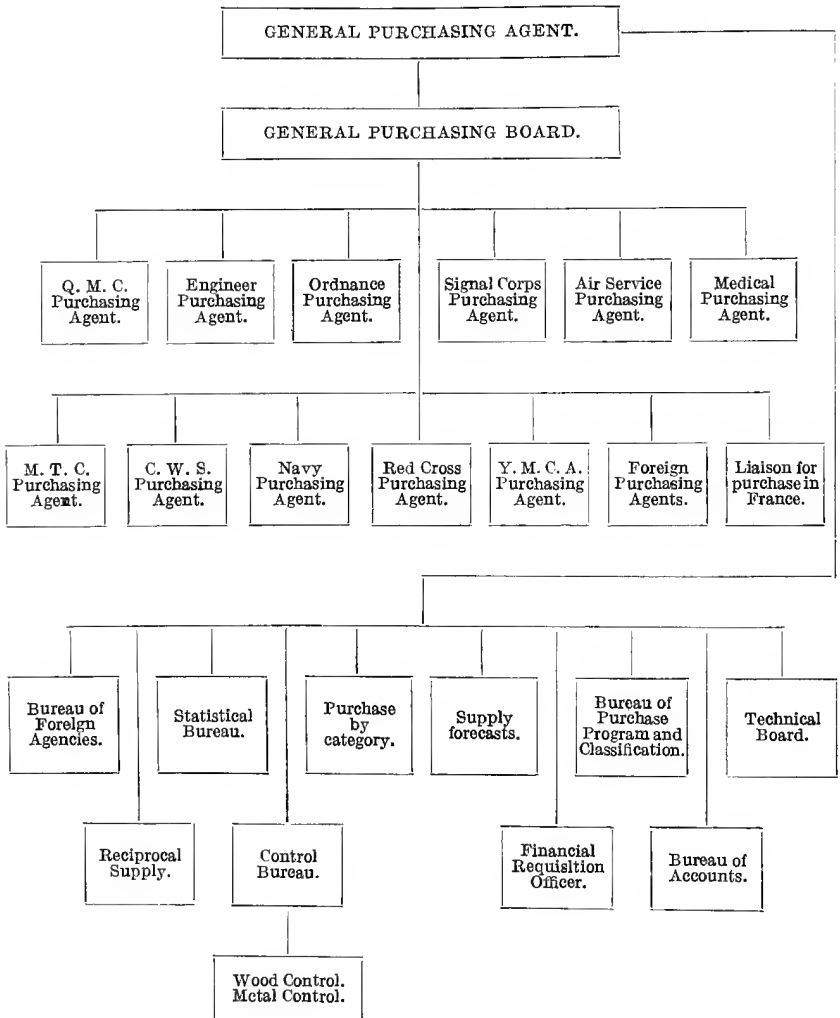 GENERAL PURCHASING AGENT.
GENERAL PURCHASING BOARD.
Q. M. C.
Purchasing
Agent.
Engineer
Purchasing
Agent.
Ordnance
Purchasing
Agent.
Signal Corps
Purchasing
Agent.
Air Service
Purchasing
Agent.
Medical
Purchasing
Agent.
M. T. C.
Purchasing
Agent.
C. W. S.
Purchasing
Agent.
Navy
Purchasing
Agent.
Red Cross
Purchasing
Agent.
Y. M. C. A.
Purchasing
Agent.
Foreign
Purchasing
Agents.
Liaison for
purchase in
France.
Bureau of
Foreign
Agencies.
Statistical
Bureau.
Purchase
by
category.
Supply
forecasts.
Bureau of
Purchase
Program and
Classification.
Technical
Board.
Reciprocal
Supply.
Control
Bureau.
Financial
Requisition
Officer.
Bureau of
Accounts.
Wood Control.
Metal Control.